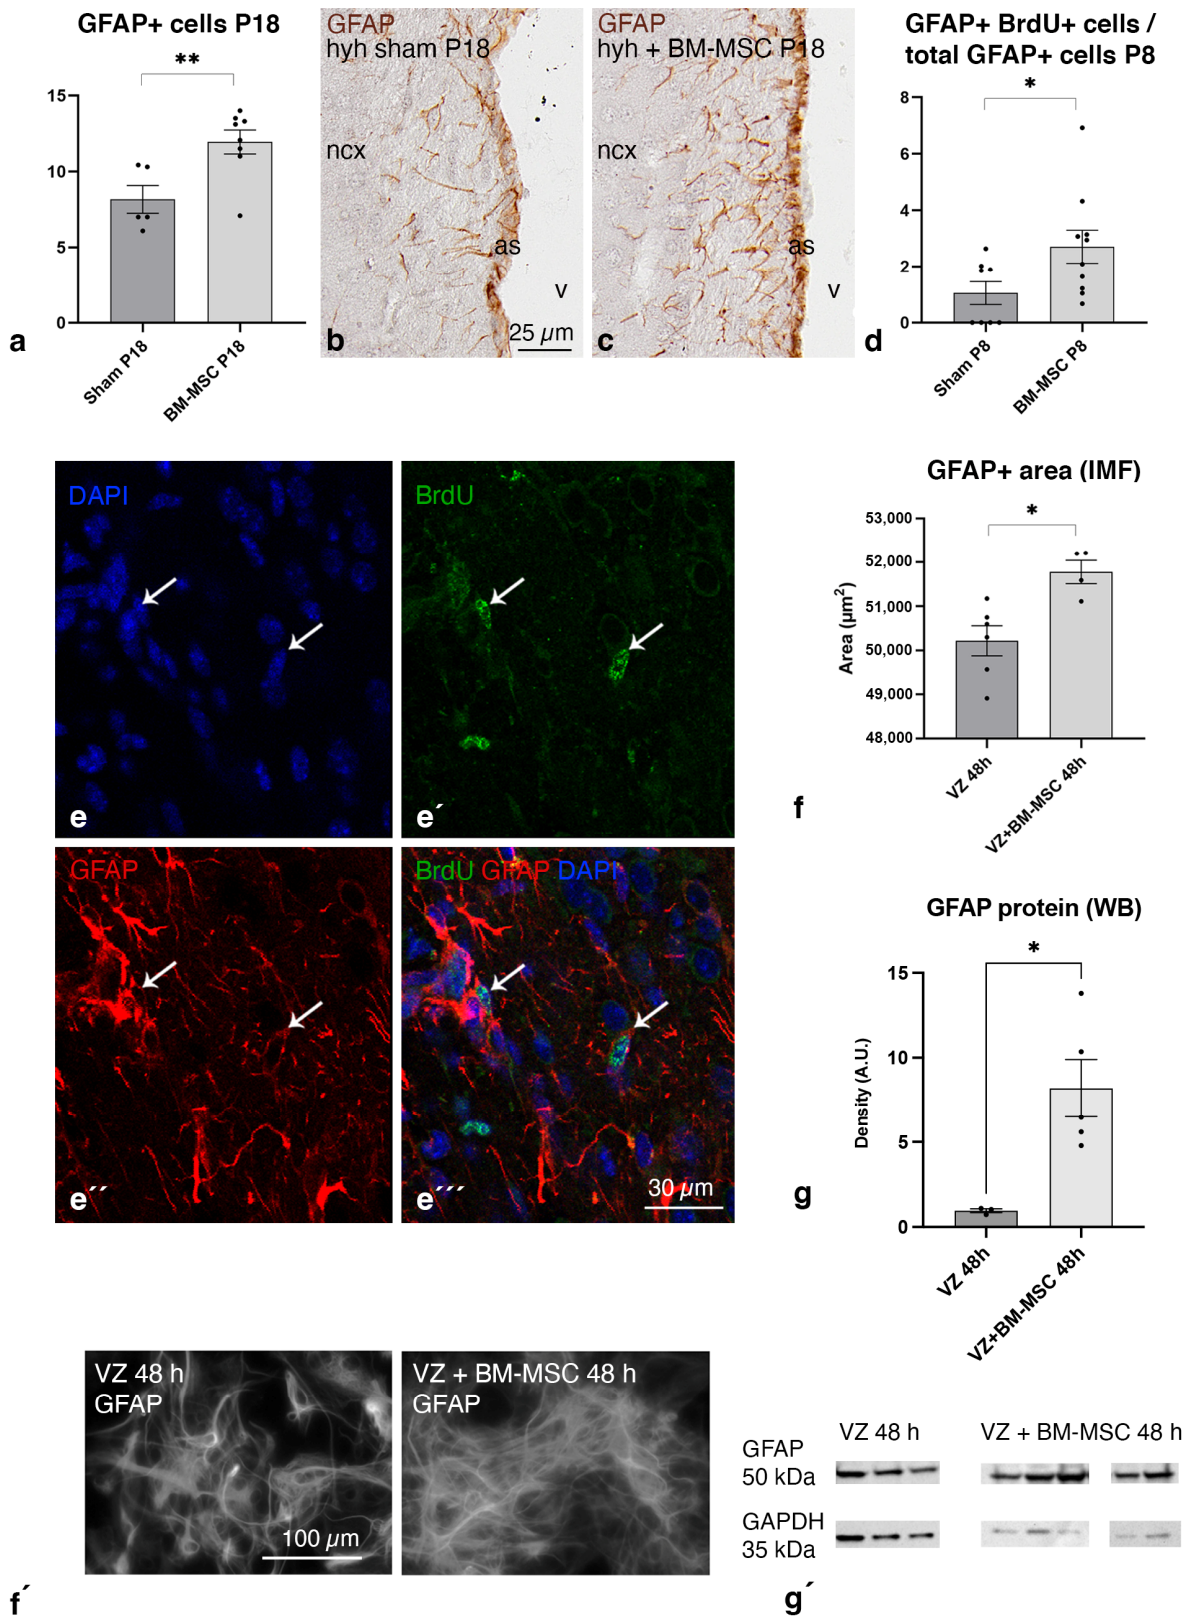 GFAP+ cells P18
**
15
10
5
0
Sham P18
BM-MSC P18
a
GFAP
hyh sham P18
ncx
as
v
25 µm
b
GFAP
hyh + BM-MSC P18
ncx
as
v
c
GFAP+ BrdU+ cells /
total GFAP+ cells P8
*
8
6
4
2
0
Sham P8
BM-MSC P8
d
DAPI
e
BrdU
e´
GFAP
e´´
BrdU GFAP DAPI
30 µm
e´´´
GFAP+ area (IMF)
*
53,000
52,000
51,000
50,000
49,000
48,000
Area (µm2)
VZ 48h
VZ+BM-MSC 48h
f
GFAP protein (WB)
*
15
10
5
0
Density (A.U.)
VZ 48h
VZ+BM-MSC 48h
g
VZ 48 h
GFAP
100 µm
VZ + BM-MSC 48 h
GFAP
f´
VZ 48 h
VZ + BM-MSC 48 h
GFAP
50 kDa
GAPDH
35 kDa
g´